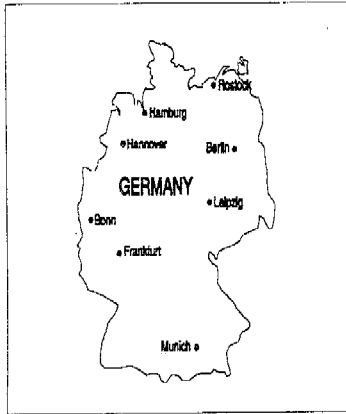 Rostock
Hamburg
Hannover
Berlin
GERMANY
Leipzig
Bonn
Frankfurt
Munich